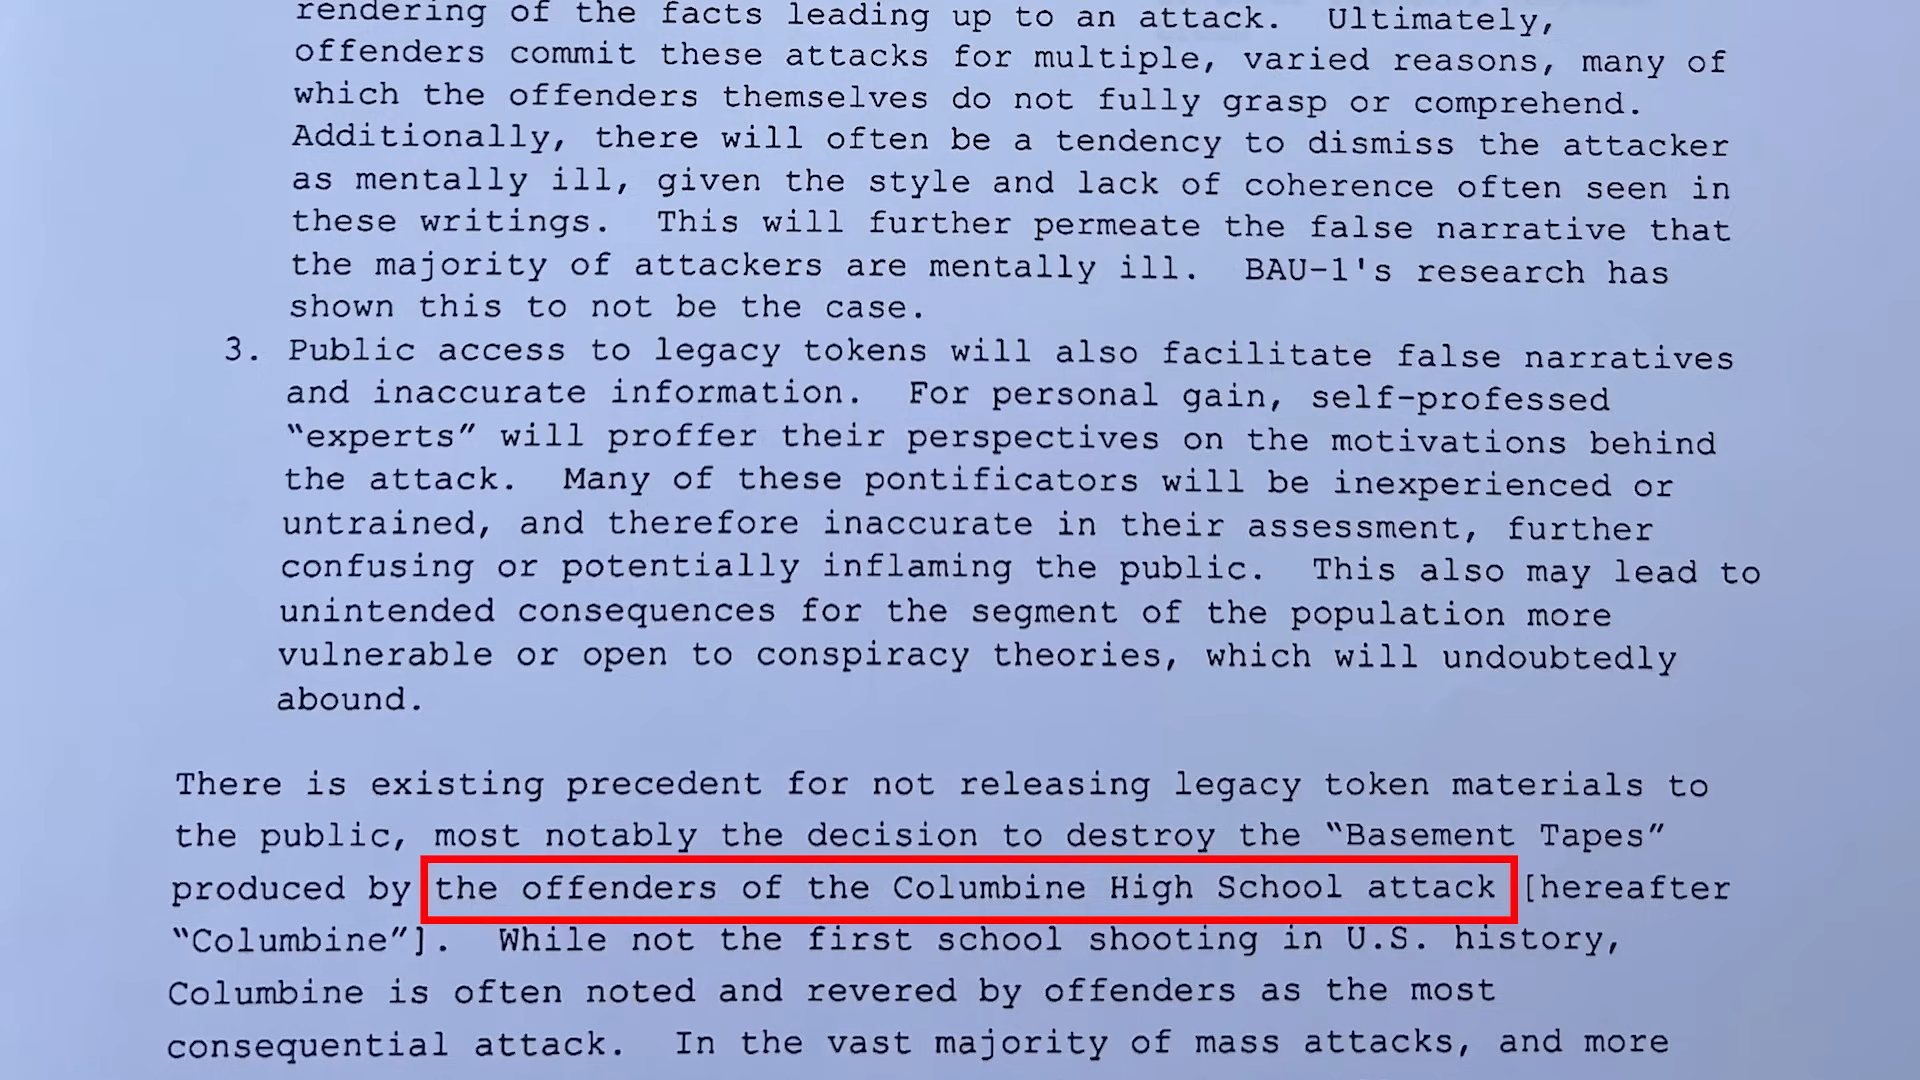 rendering of the facts leading up to an attack. Ultimately,
offenders commit these attacks for multiple, varied reasons, many of
which the offenders themselves do not fully grasp or comprehend.
Additionally, there will often be a tendency to dismiss the attacker
as mentally ill, given the style and lack of coherence often seen in
these writings. This will further permeate the false narrative that
the majority of attackers are mentally ill. BAU-1's research has
shown this to not be the case.
3. Public access to legacy tokens will also facilitate false narratives
and inaccurate information. For personal gain, self-professed
“experts” will proffer their perspectives on the motivations behind
the attack. Many of these pontificators will be inexperienced or
untrained, and therefore inaccurate in their assessment, further
confusing or potentially inflaming the public. This also may lead to
unintended consequences for the segment of the population more
vulnerable or open to conspiracy theories, which will undoubtedly
abound.
There is existing precedent for not releasing legacy token materials to
the public, most notably the decision to destroy the “Basement Tapes”
produced by the offenders of the Columbine High School attack [hereafter
“Columbine”]. While not the first school shooting in U.S. history,
Columbine is often noted and revered by offenders as the most
consequential attack. In the vast majority of mass attacks, and more